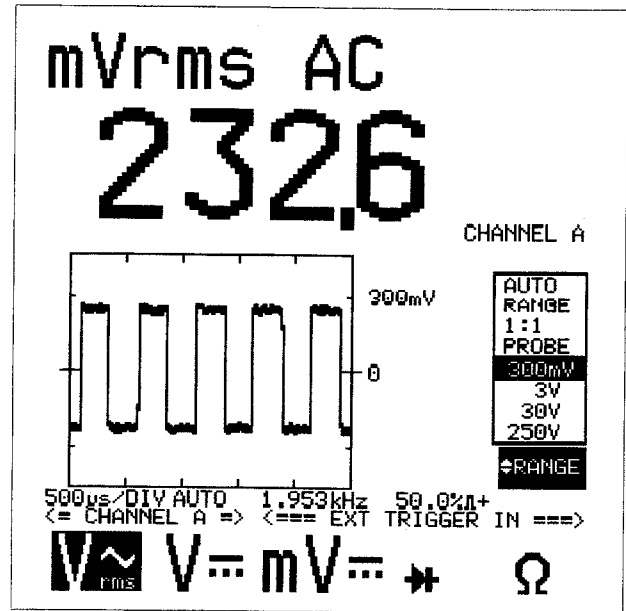 mVrms AC
232.6
CHANNEL A
300mV
0
AUTO
RANGE
1:1
PROBE
300mV
3V
30V
250V
RANGE
500µs/DIV AUTO 1.953kHz 50.0%⎍+
<= CHANNEL A => <=== EXT TRIGGER IN ===>
V rms V mV Ω